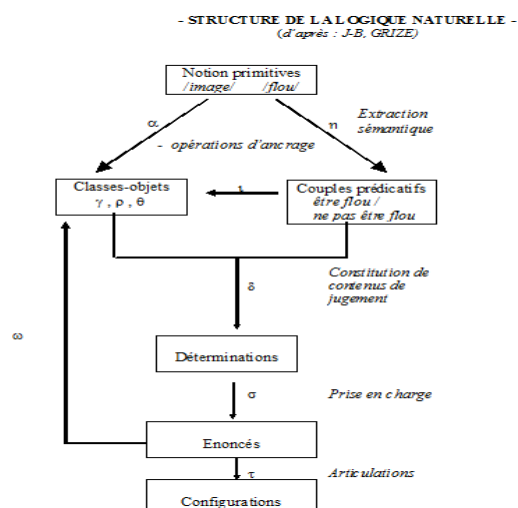 - STRUCTURE DE LA LOGIQUE NATURELLE -
(d'après : J-B, GRIZE)
Notion primitives
/image/ /flou/
α
η
Extraction
sémantique
- opérations d'ancrage
Classes-objets
γ , ρ , θ
ι
Couples prédicatifs
être flou /
ne pas être flou
δ
Constitution de
contenus de
jugement
ω
Déterminations
σ
Prise en charge
Enoncés
τ
Articulations
Configurations